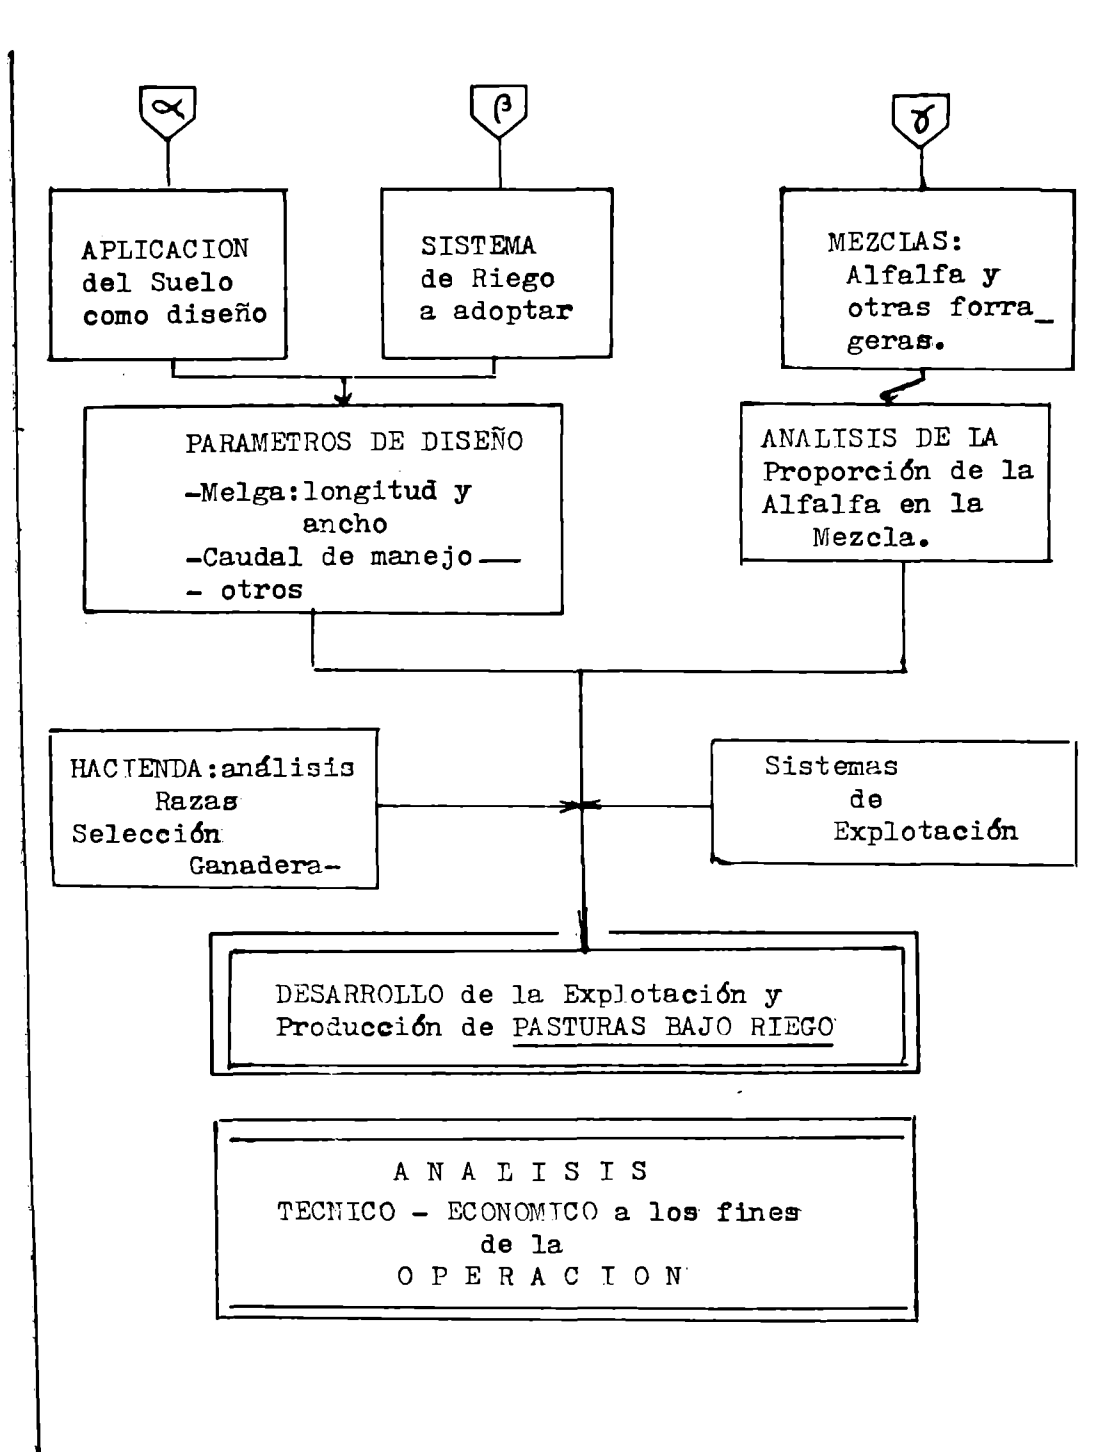 α
β
γ
APLICACION
del Suelo
como diseño
SISTEMA
de Riego
a adoptar
MEZCLAS:
Alfalfa y
otras forra_
geras.
PARAMETROS DE DISEÑO
-Melga:longitud y
ancho
-Caudal de manejo —
- otros
ANALISIS DE LA
Proporción de la
Alfalfa en la
Mezcla.
HACIENDA:análisis
Razas
Selección
Ganadera-
Sistemas
de
Explotación
DESARROLLO de la Explotación y
Producción de PASTURAS BAJO RIEGO
A N A L I S I S
TECNICO - ECONOMICO a los fines
de la
O P E R A C I O N